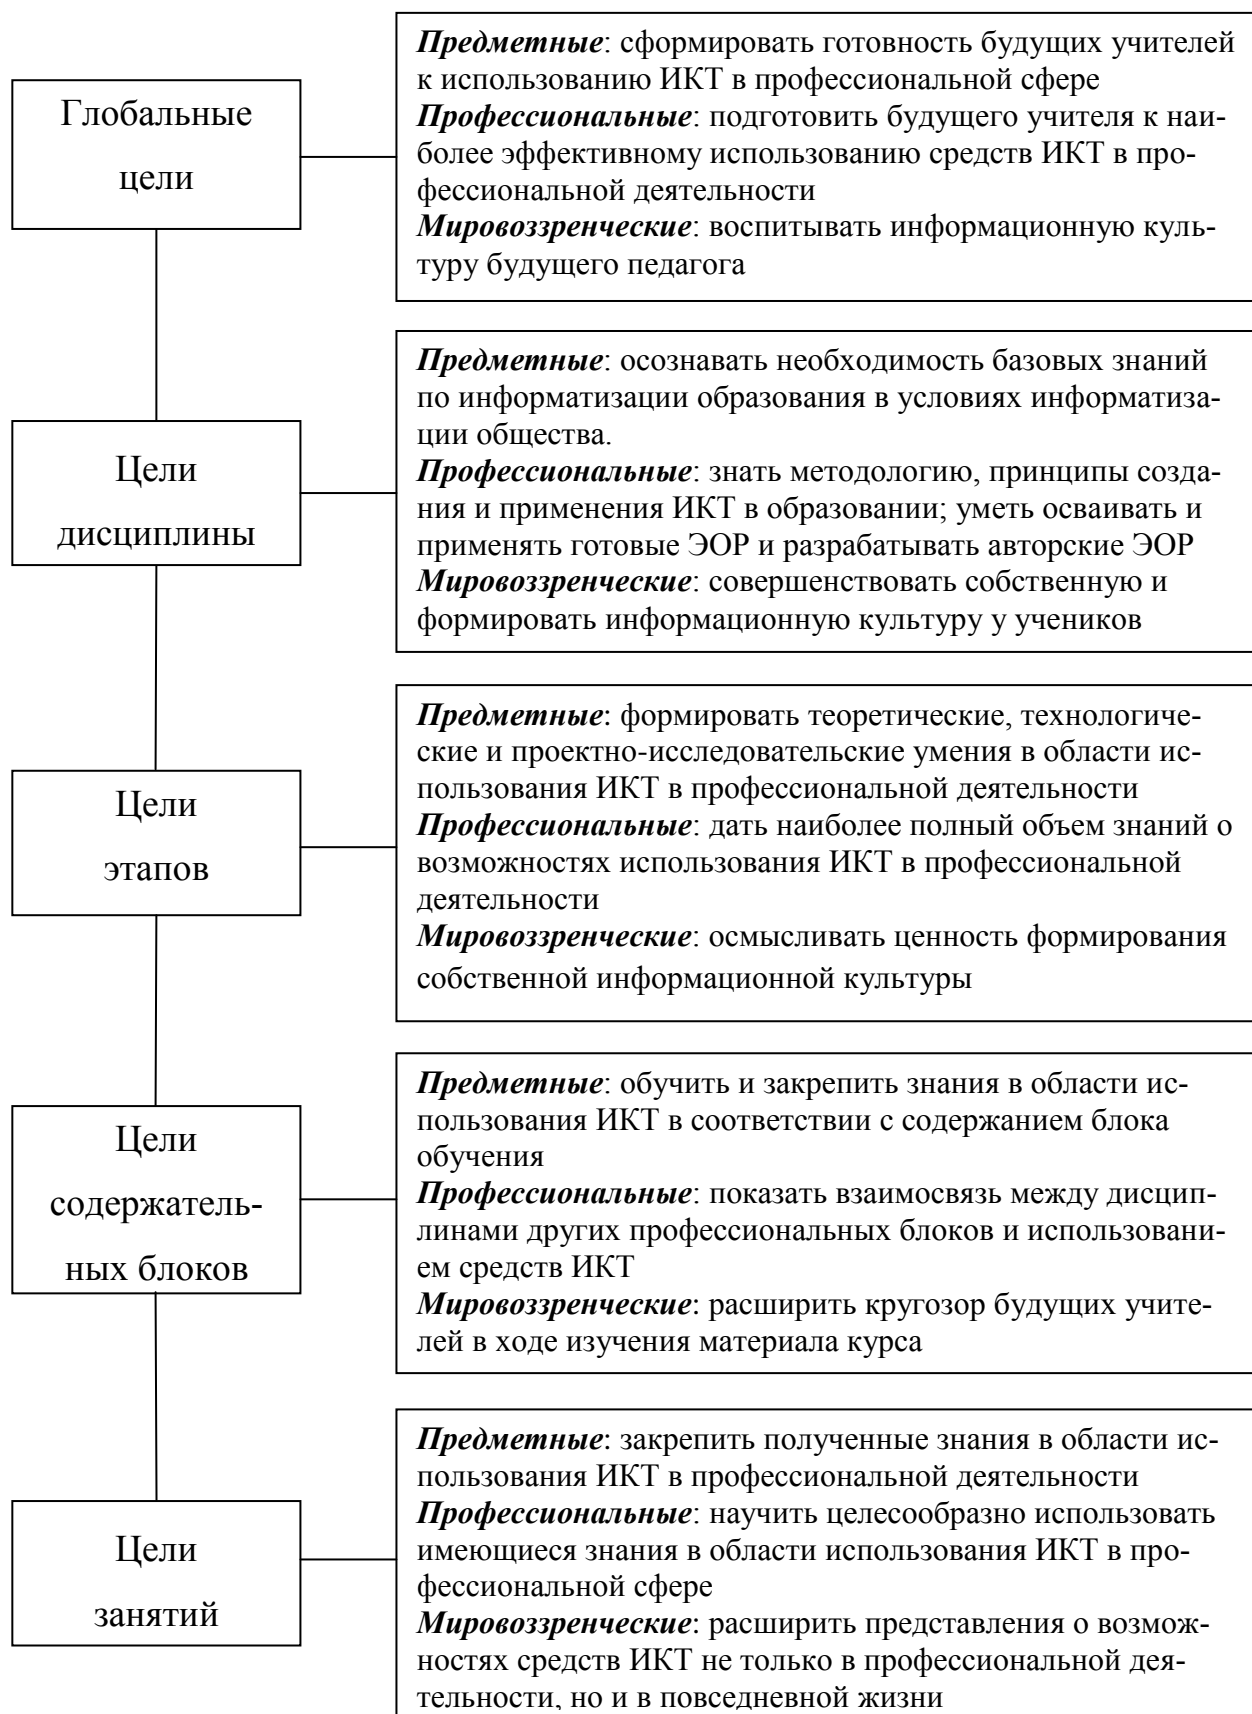 Глобальные
цели
Предметные: сформировать готовность будущих учителей
к использованию ИКТ в профессиональной сфере
Профессиональные: подготовить будущего учителя к наи-
более эффективному использованию средств ИКТ в про-
фессиональной деятельности
Мировоззренческие: воспитывать информационную куль-
туру будущего педагога
Цели
дисциплины
Предметные: осознавать необходимость базовых знаний
по информатизации образования в условиях информатиза-
ции общества.
Профессиональные: знать методологию, принципы созда-
ния и применения ИКТ в образовании; уметь осваивать и
применять готовые ЭОР и разрабатывать авторские ЭОР
Мировоззренческие: совершенствовать собственную и
формировать информационную культуру у учеников
Цели
этапов
Предметные: формировать теоретические, технологиче-
ские и проектно-исследовательские умения в области ис-
пользования ИКТ в профессиональной деятельности
Профессиональные: дать наиболее полный объем знаний о
возможностях использования ИКТ в профессиональной
деятельности
Мировоззренческие: осмысливать ценность формирования
собственной информационной культуры
Цели
содержатель-
ных блоков
Предметные: обучить и закрепить знания в области ис-
пользования ИКТ в соответствии с содержанием блока
обучения
Профессиональные: показать взаимосвязь между дисцип-
линами других профессиональных блоков и использовани-
ем средств ИКТ
Мировоззренческие: расширить кругозор будущих учите-
лей в ходе изучения материала курса
Цели
занятий
Предметные: закрепить полученные знания в области ис-
пользования ИКТ в профессиональной деятельности
Профессиональные: научить целесообразно использовать
имеющиеся знания в области использования ИКТ в про-
фессиональной сфере
Мировоззренческие: расширить представления о возмож-
ностях средств ИКТ не только в профессиональной дея-
тельности, но и в повседневной жизни